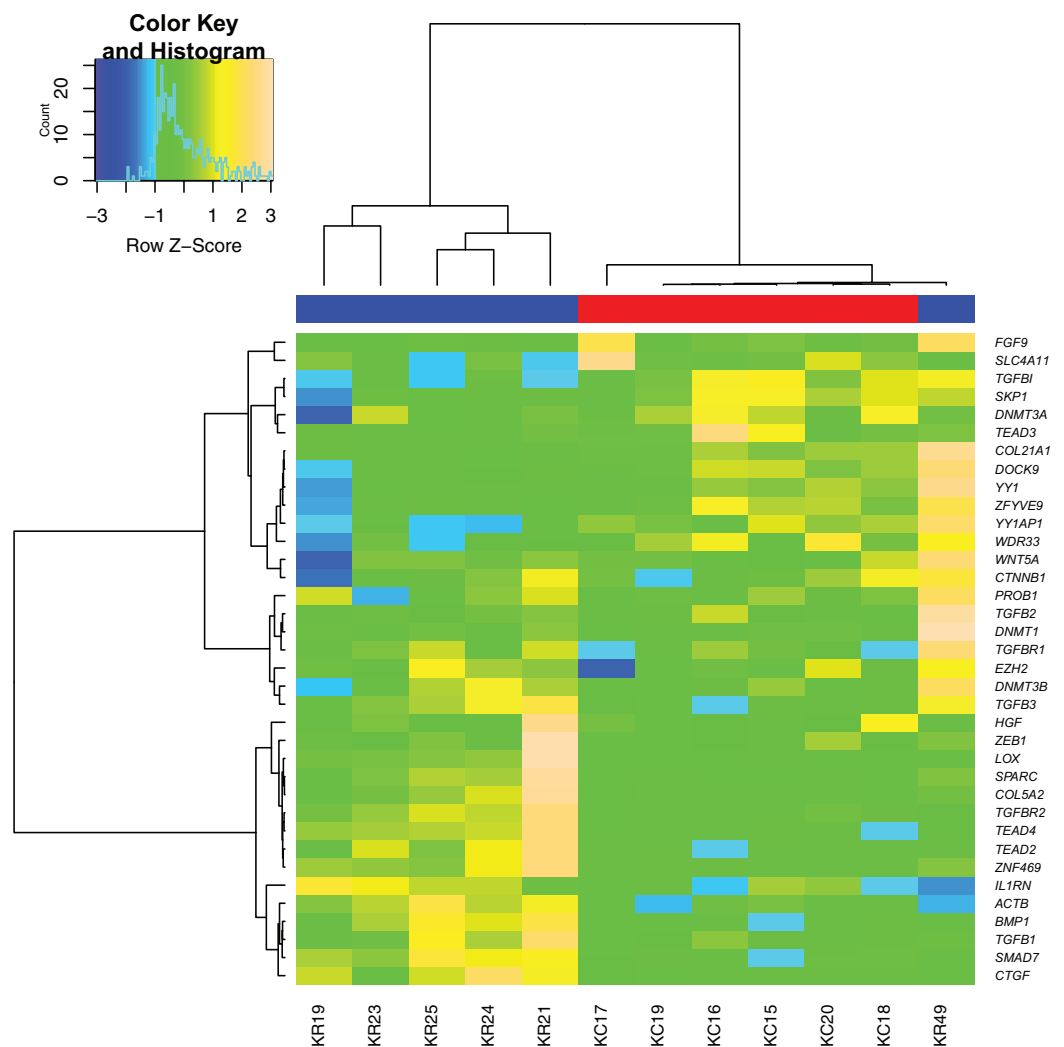 Color Key
and Histogram
Count
0 10 20
−3 −1 1 2 3
Row Z−Score
FGF9
SLC4A11
TGFBI
SKP1
DNMT3A
TEAD3
COL21A1
DOCK9
YY1
ZFYVE9
YY1AP1
WDR33
WNT5A
CTNNB1
PROB1
TGFB2
DNMT1
TGFBR1
EZH2
DNMT3B
TGFB3
HGF
ZEB1
LOX
SPARC
COL5A2
TGFBR2
TEAD4
TEAD2
ZNF469
IL1RN
ACTB
BMP1
TGFB1
SMAD7
CTGF
KR19 KR23 KR25 KR24 KR21 KC17 KC19 KC16 KC15 KC20 KC18 KR49